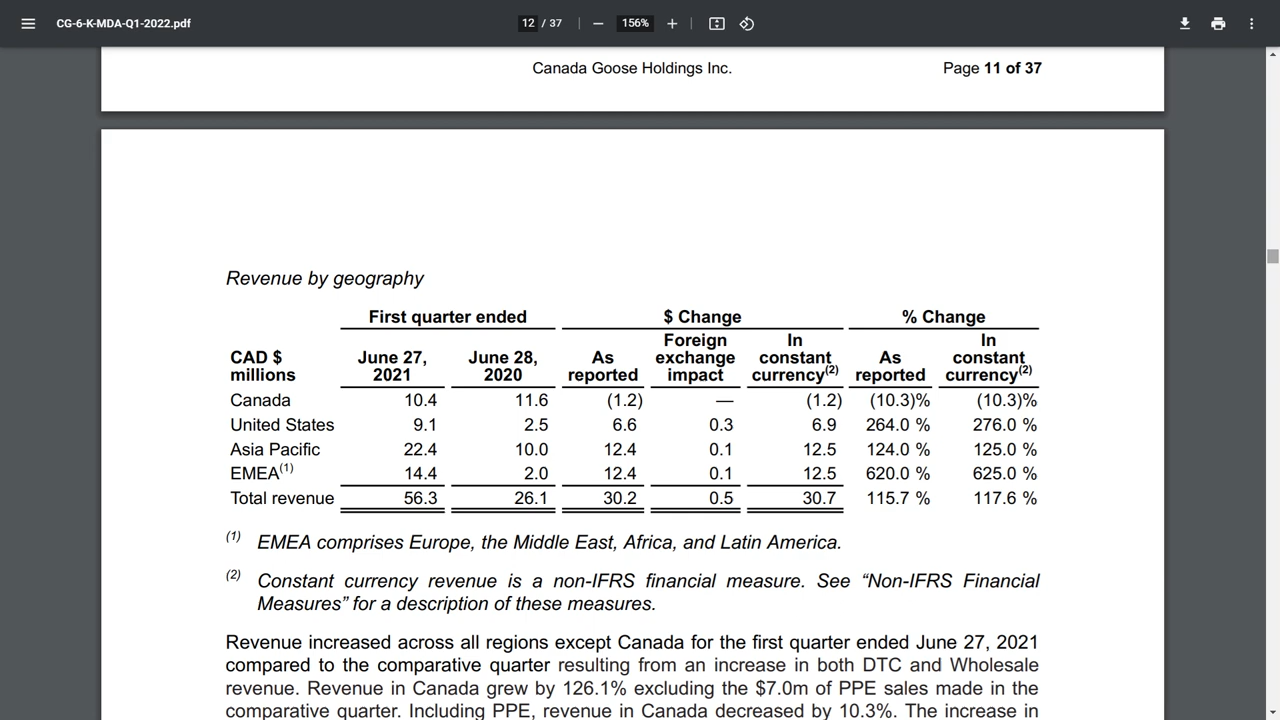 CG-6-K-MDA-Q1-2022.pdf 12 / 37 156%
Canada Goose Holdings Inc. Page 11 of 37
Revenue by geography
First quarter ended $ Change % Change
CAD $ millions June 27, 2021 June 28, 2020 As reported Foreign exchange impact In constant currency(2) As reported In constant currency(2)
Canada 10.4 11.6 (1.2) — (1.2) (10.3)% (10.3)%
United States 9.1 2.5 6.6 0.3 6.9 264.0 % 276.0 %
Asia Pacific 22.4 10.0 12.4 0.1 12.5 124.0 % 125.0 %
EMEA(1) 14.4 2.0 12.4 0.1 12.5 620.0 % 625.0 %
Total revenue 56.3 26.1 30.2 0.5 30.7 115.7 % 117.6 %
(1) EMEA comprises Europe, the Middle East, Africa, and Latin America.
(2) Constant currency revenue is a non-IFRS financial measure. See “Non-IFRS Financial
Measures” for a description of these measures.
Revenue increased across all regions except Canada for the first quarter ended June 27, 2021
compared to the comparative quarter resulting from an increase in both DTC and Wholesale
revenue. Revenue in Canada grew by 126.1% excluding the $7.0m of PPE sales made in the
comparative quarter. Including PPE, revenue in Canada decreased by 10.3%. The increase in